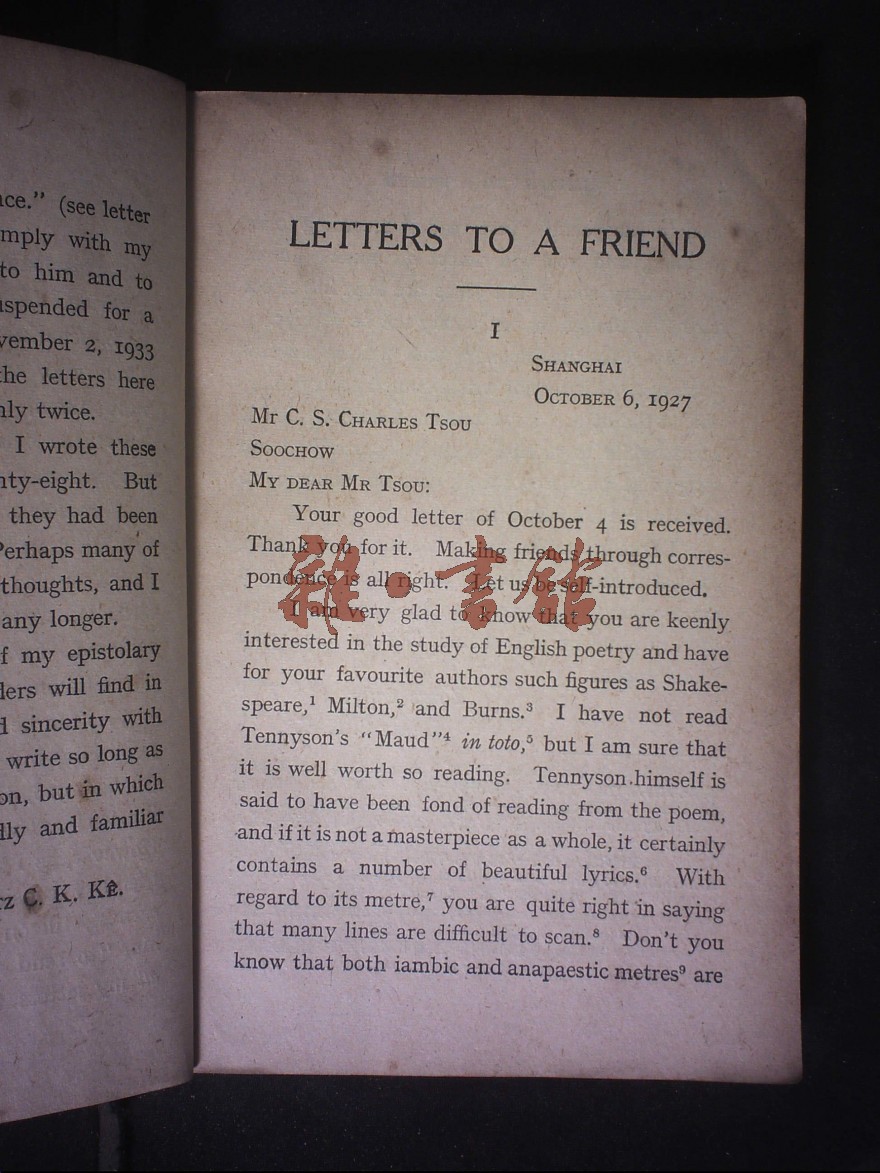 ce." (see letter
mply with my
to him and to
spended for a
vember 2, 1933
the letters here
nly twice.
I wrote these
nty-eight. But
they had been
Perhaps many of
thoughts, and I
any longer.
f my epistolary
ders will find in
d sincerity with
write so long as
on, but in which
lly and familiar
rz C. K. KÊ.
LETTERS TO A FRIEND
I
SHANGHAI
OCTOBER 6, 1927
Mr C. S. CHARLES TSOU
SOOCHOW
MY DEAR MR TSOU:
Your good letter of October 4 is received.
Thank you for it. Making friends through corres-
pondence is all right. Let us be self-introduced.
I am very glad to know that you are keenly
interested in the study of English poetry and have
for your favourite authors such figures as Shake-
speare,¹ Milton,² and Burns.³ I have not read
Tennyson's "Maud"⁴ in toto,⁵ but I am sure that
it is well worth so reading. Tennyson himself is
said to have been fond of reading from the poem,
and if it is not a masterpiece as a whole, it certainly
contains a number of beautiful lyrics.⁶ With
regard to its metre,⁷ you are quite right in saying
that many lines are difficult to scan.⁸ Don't you
know that both iambic and anapaestic metres⁹ are
雜·書館